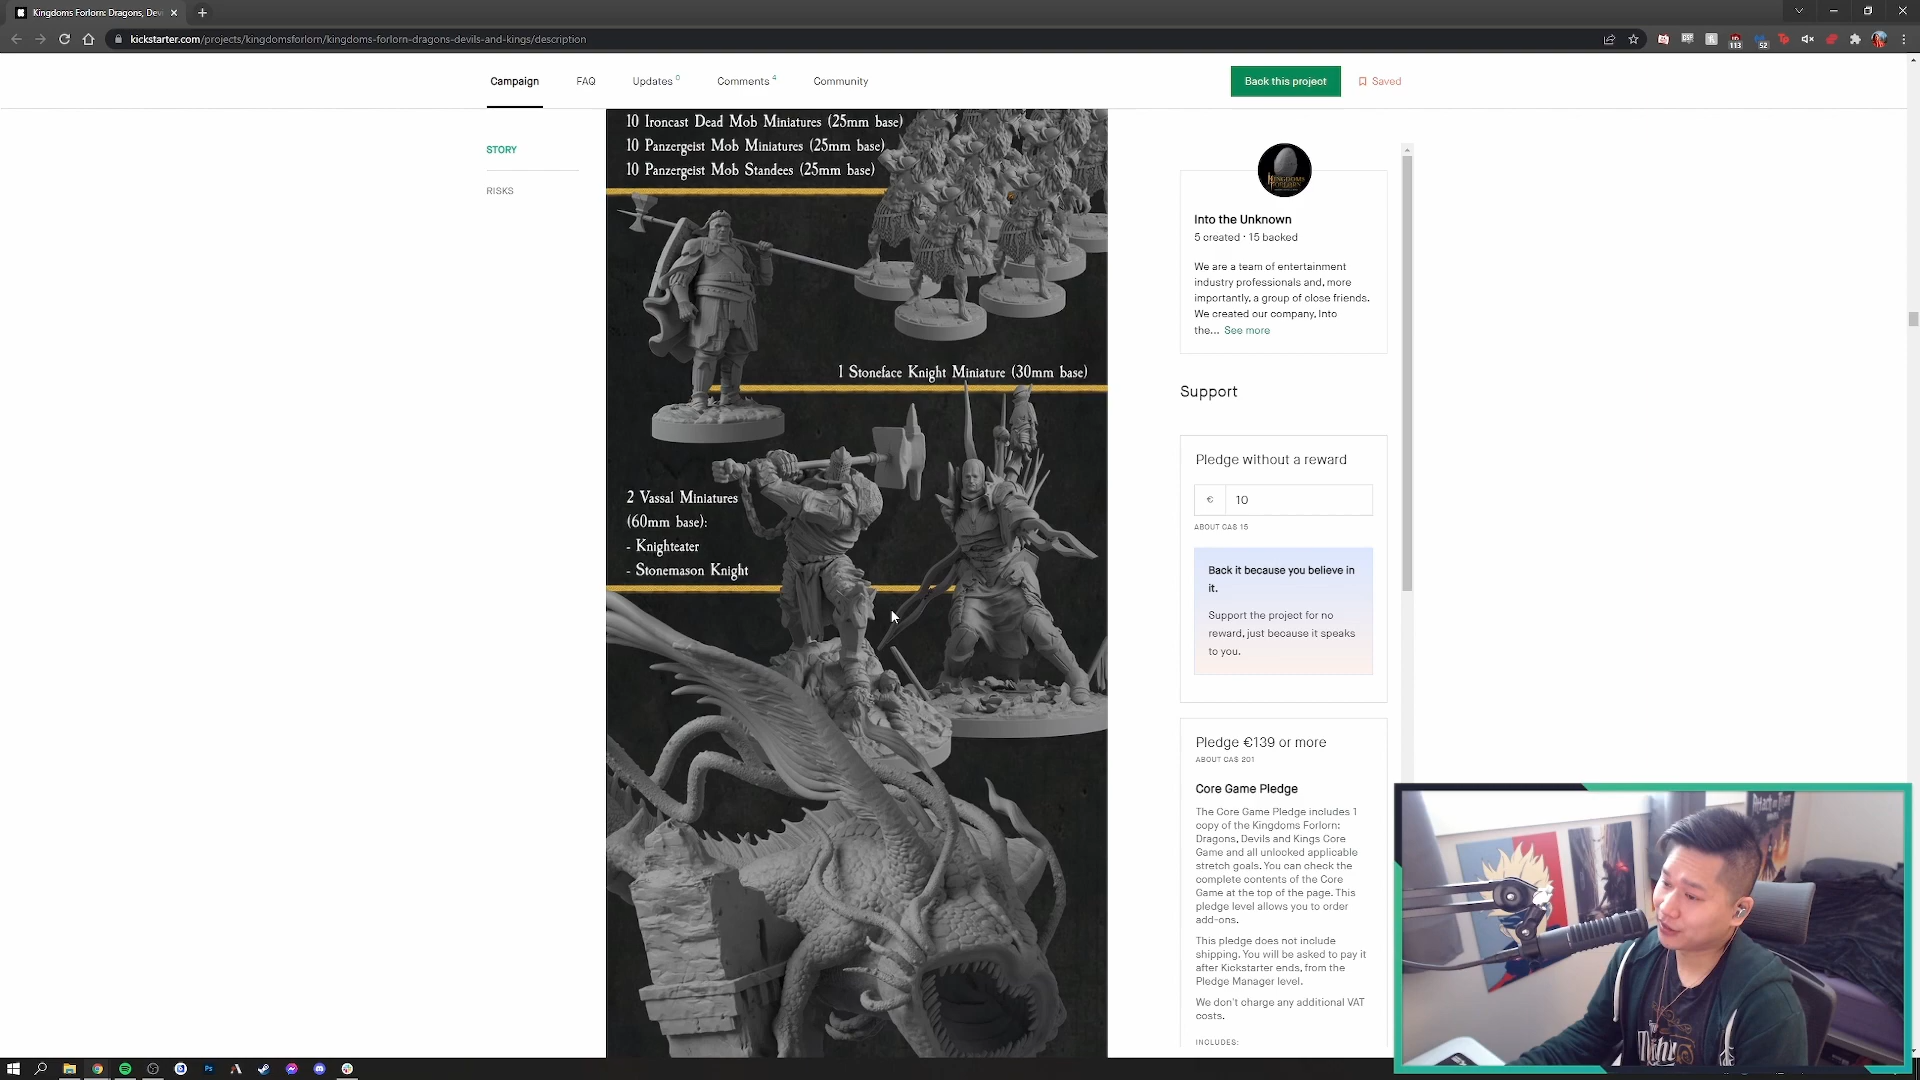 Kingdoms Forlorn: Dragons, Devi
kickstarter.com/projects/kingdomsforlorn/kingdoms-forlorn-dragons-devils-and-kings/description
113
52
Campaign
FAQ
Updates 0
Comments 4
Community
Back this project
Saved
STORY
RISKS
10 Ironcast Dead Mob Miniatures (25mm base)
10 Panzergeist Mob Miniatures (25mm base)
10 Panzergeist Mob Standees (25mm base)
1 Stoneface Knight Miniature (30mm base)
2 Vassal Miniatures
(60mm base):
- Knighteater
- Stonemason Knight
KINGDOMS
FORLORN
Into the Unknown
5 created · 15 backed
We are a team of entertainment
industry professionals and, more
importantly, a group of close friends.
We created our company, Into
the... See more
Support
Pledge without a reward
€ 10
ABOUT CA$ 15
Back it because you believe in
it.
Support the project for no
reward, just because it speaks
to you.
Pledge €139 or more
ABOUT CA$ 201
Core Game Pledge
The Core Game Pledge includes 1
copy of the Kingdoms Forlorn:
Dragons, Devils and Kings Core
Game and all unlocked applicable
stretch goals. You can check the
complete contents of the Core
Game at the top of the page. This
pledge level allows you to order
add-ons.
This pledge does not include
shipping. You will be asked to pay it
after Kickstarter ends, from the
Pledge Manager level.
We don't charge any additional VAT
costs.
INCLUDES: